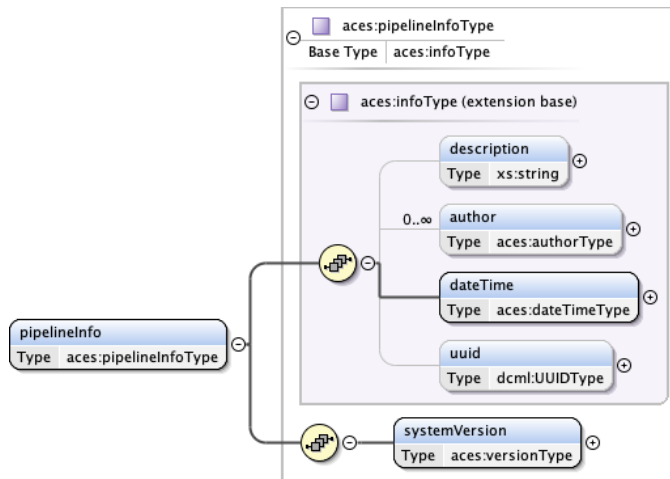 aces:pipelineInfoType
Base Type aces:infoType
aces:infoType (extension base)
description
Type xs:string
0..∞
author
Type aces:authorType
dateTime
Type aces:dateTimeType
uuid
Type dcml:UUIDType
pipelineInfo
Type aces:pipelineInfoType
systemVersion
Type aces:versionType